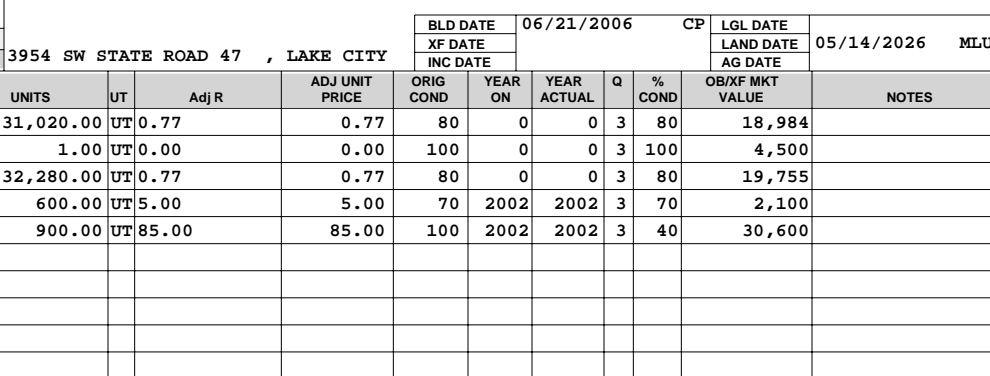 BLD DATE 06/21/2006 CP LGL DATE
3954 SW STATE ROAD 47 , LAKE CITY XF DATE LAND DATE 05/14/2026 MLU
INC DATE AG DATE
UNITS UT Adj R ADJ UNIT PRICE ORIG COND YEAR ON YEAR ACTUAL Q % COND OB/XF MKT VALUE NOTES
31,020.00 UT 0.77 0.77 80 0 0 3 80 18,984
1.00 UT 0.00 0.00 100 0 0 3 100 4,500
32,280.00 UT 0.77 0.77 80 0 0 3 80 19,755
600.00 UT 5.00 5.00 70 2002 2002 3 70 2,100
900.00 UT 85.00 85.00 100 2002 2002 3 40 30,600